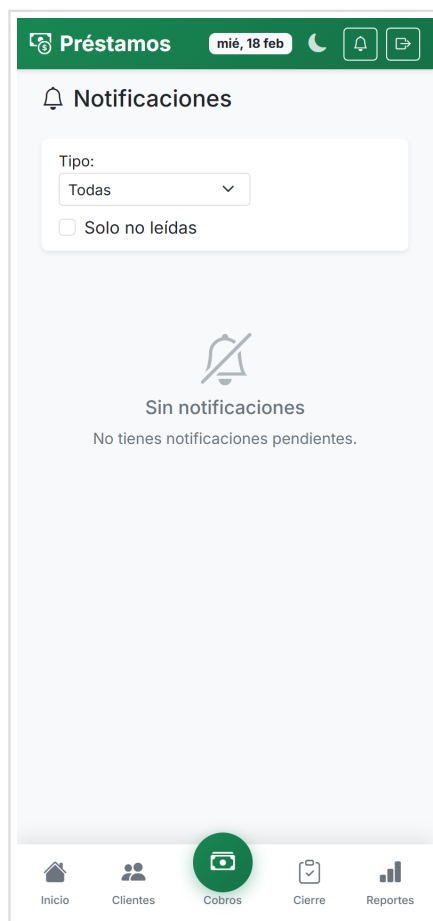 Préstamos
mié, 18 feb
Notificaciones
Tipo:
Todas
Solo no leídas
Sin notificaciones
No tienes notificaciones pendientes.
Inicio
Clientes
Cobros
Cierre
Reportes